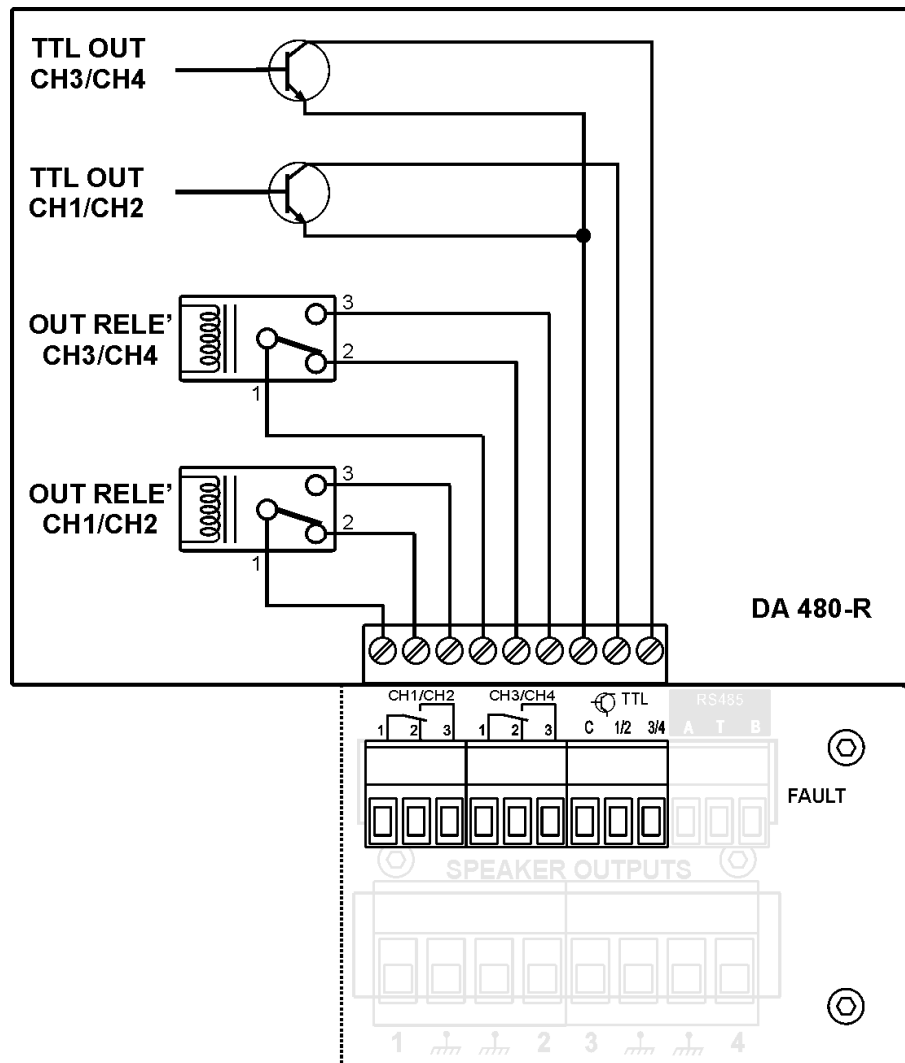 TTL OUT
CH3/CH4
TTL OUT
CH1/CH2
OUT RELE'
CH3/CH4
3
2
1
OUT RELE'
CH1/CH2
3
2
1
DA 480-R
CH1/CH2 CH3/CH4 TTL RS485
1 2 3 1 2 3 C 1/2 3/4 A T B
FAULT
SPEAKER OUTPUTS
1 2 3 4